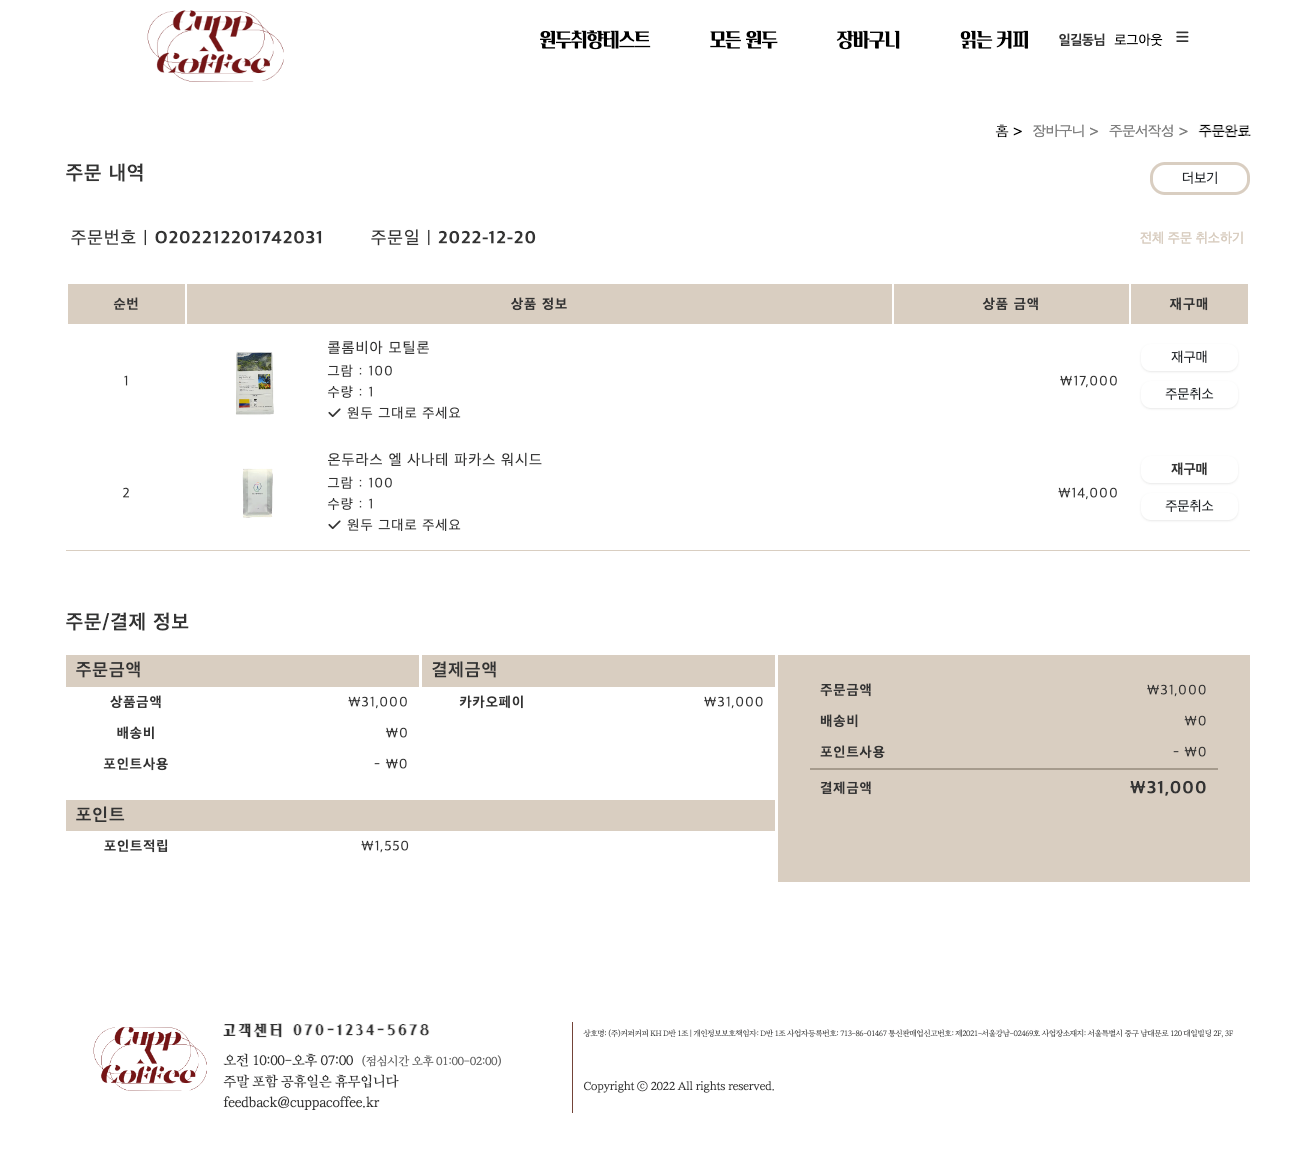 Cupp
Coffee
원두취향테스트 모든 원두 장바구니 읽는 커피 일길동님 로그아웃 ☰
홈 > 장바구니 > 주문서작성 > 주문완료
주문 내역 더보기
주문번호 | O202212201742031 주문일 | 2022-12-20 전체 주문 취소하기
순번 상품 정보 상품 금액 재구매
콜롬비아 모틸론
그람 : 100
수량 : 1
✓ 원두 그대로 주세요
1 ₩17,000 재구매
주문취소
온두라스 엘 사나테 파카스 워시드
그람 : 100
수량 : 1
✓ 원두 그대로 주세요
2 ₩14,000 재구매
주문취소
주문/결제 정보
주문금액 결제금액
상품금액 ₩31,000 카카오페이 ₩31,000
배송비 ₩0
포인트사용 - ₩0
포인트
포인트적립 ₩1,550
주문금액 ₩31,000
배송비 ₩0
포인트사용 - ₩0
결제금액 ₩31,000
Cupp
Coffee
고객센터 070-1234-5678
오전 10:00-오후 07:00 (점심시간 오후 01:00-02:00)
주말 포함 공휴일은 휴무입니다
feedback@cuppacoffee.kr
상호명: (주)커퍼커피 KH D반 1조 | 개인정보보호책임자: D반 1조 사업자등록번호: 713-86-01467 통신판매업신고번호: 제2021-서울강남-02469호 사업장소재지: 서울특별시 중구 남대문로 120 대일빌딩 2F, 3F
Copyright ⓒ 2022 All rights reserved.